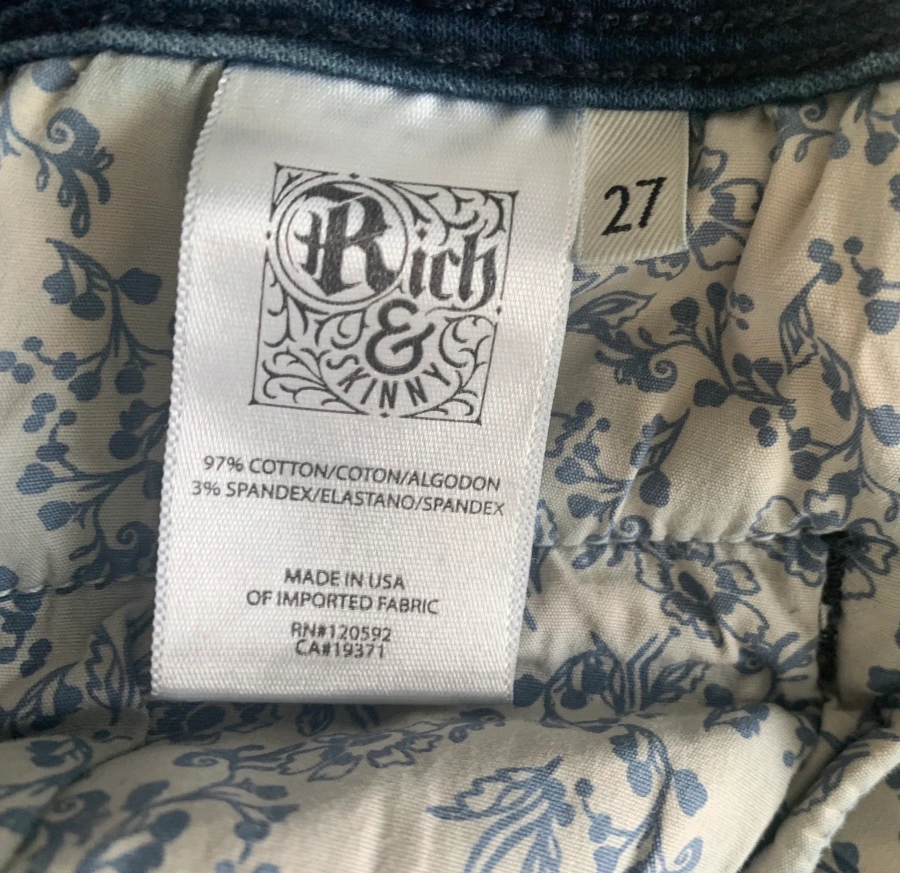 Rich
&
SKINNY
27
97% COTTON/COTON/ALGODON
3% SPANDEX/ELASTANO/SPANDEX
MADE IN USA
OF IMPORTED FABRIC
RN#120592
CA#19371